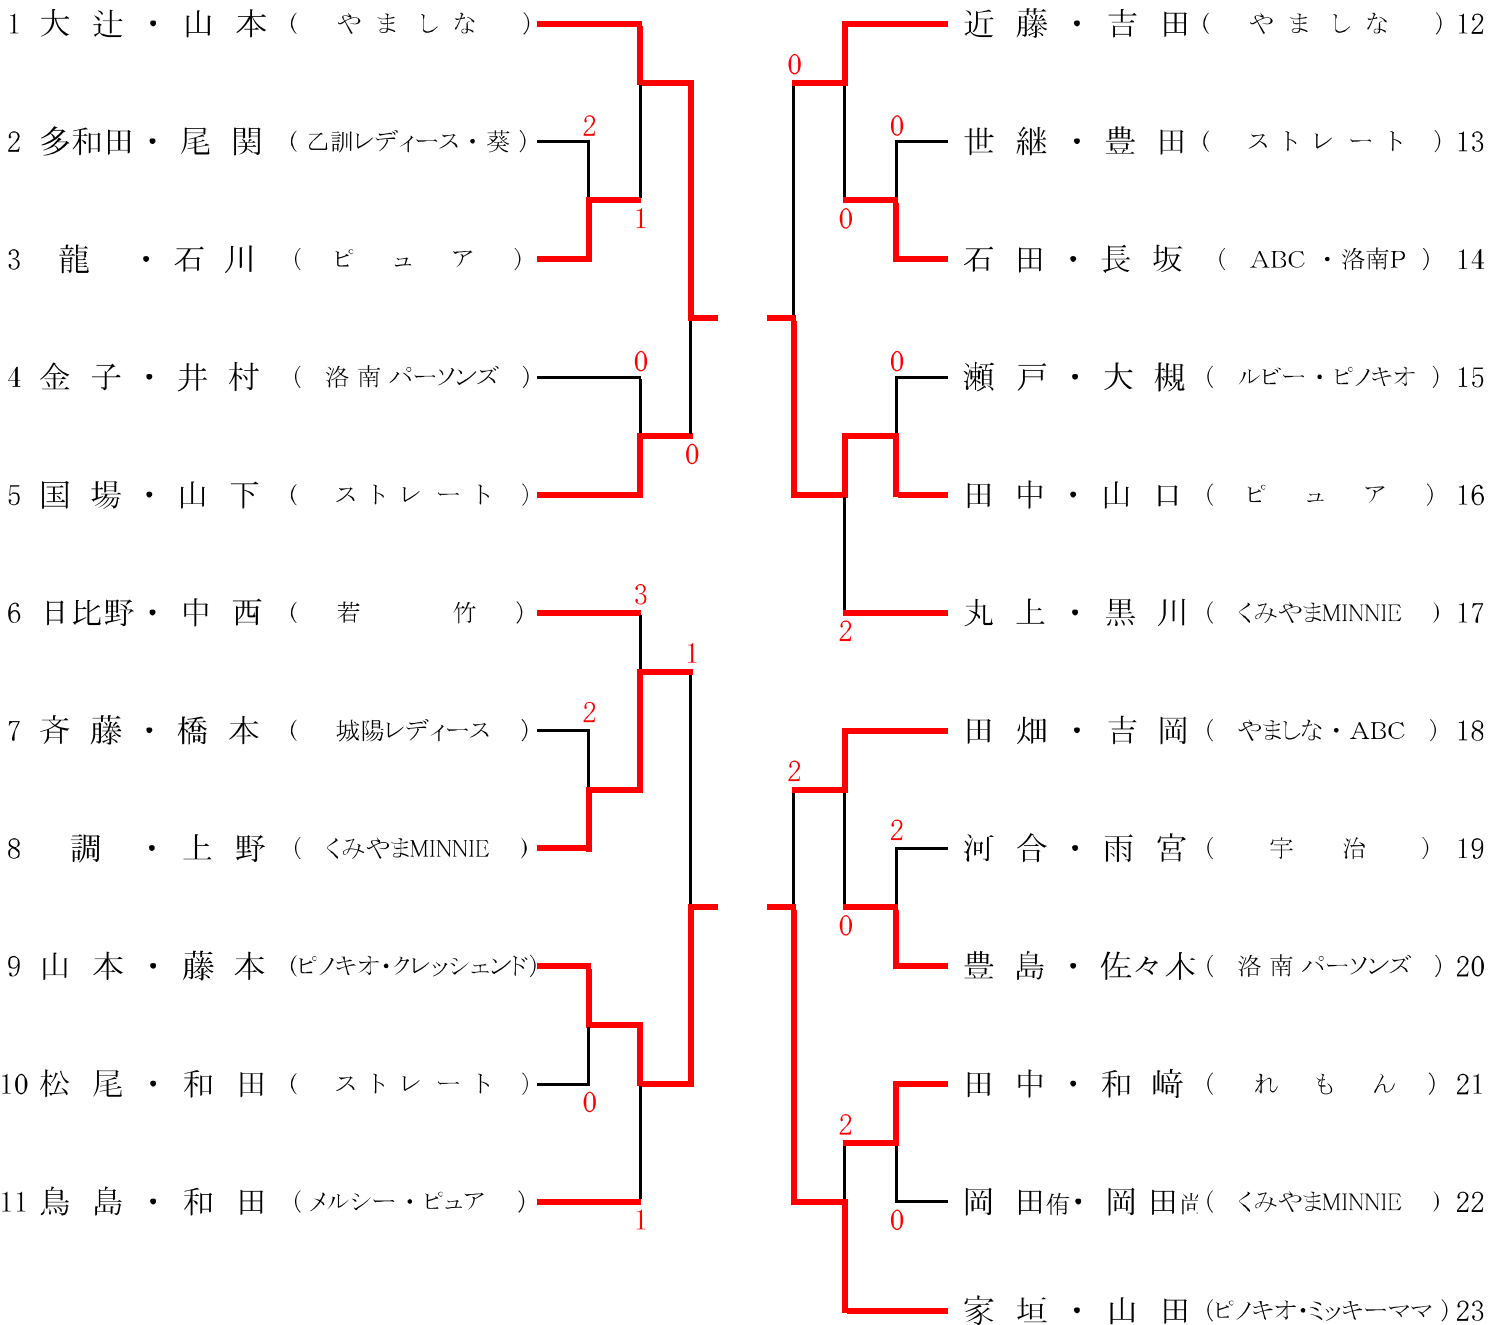 1 大 辻 ・ 山 本 ( や ま し な )
2 多和田・ 尾 関 ( 乙訓レディース・葵 )
3 龍 ・ 石 川 ( ピ ュ ア )
4 金 子 ・ 井 村 ( 洛 南 パーソンズ )
5 国 場 ・ 山 下 ( ス ト レ ー ト )
6 日比野・ 中 西 ( 若 竹 )
7 斉 藤 ・ 橋 本 ( 城陽レディース )
8 調 ・ 上 野 ( くみやまMINNIE )
9 山 本 ・ 藤 本 (ピノキオ・クレッシェンド)
10 松 尾 ・ 和 田 ( ス ト レ ー ト )
11 鳥 島 ・ 和 田 ( メルシー・ピュア )
2
1
0
0
3
1
2
0
1
0
0
0
0
2
2
2
0
2
0
近 藤 ・ 吉 田 ( や ま し な ) 12
世 継 ・ 豊 田 ( ス ト レ ー ト ) 13
石 田 ・ 長 坂 ( ABC ・洛南P ) 14
瀬 戸 ・ 大 槻 ( ルビー・ピノキオ ) 15
田 中 ・ 山 口 ( ピ ュ ア ) 16
丸 上 ・ 黒 川 ( くみやまMINNIE ) 17
田 畑 ・ 吉 岡 ( やましな・ABC ) 18
河 合 ・ 雨 宮 ( 宇 治 ) 19
豊 島 ・ 佐々木 ( 洛 南 パーソンズ ) 20
田 中 ・ 和 﨑 ( れ も ん ) 21
岡 田侑・ 岡 田尚 ( くみやまMINNIE ) 22
家 垣 ・ 山 田 (ピノキオ・ミッキーママ ) 23